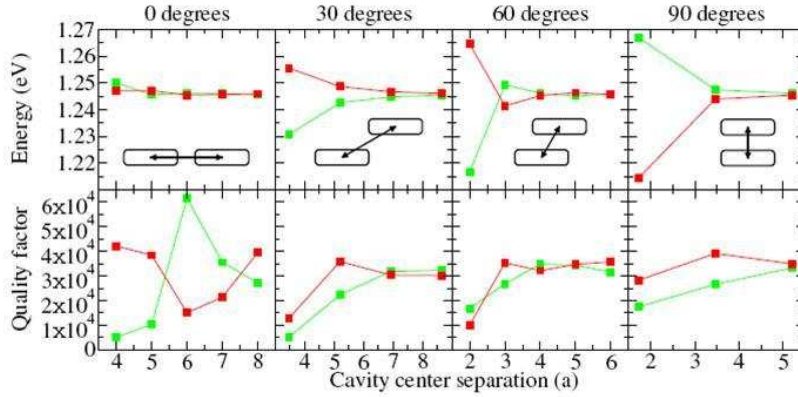 0 degrees 30 degrees 60 degrees 90 degrees
Energy (eV)
1.27
1.26
1.25
1.24
1.23
1.22
Quality factor
6x10⁴
5x10⁴
4x10⁴
3x10⁴
2x10⁴
1x10⁴
0
4 5 6 7 8 4 5 6 7 8 2 3 4 5 6 2 3 4 5
Cavity center separation (a)